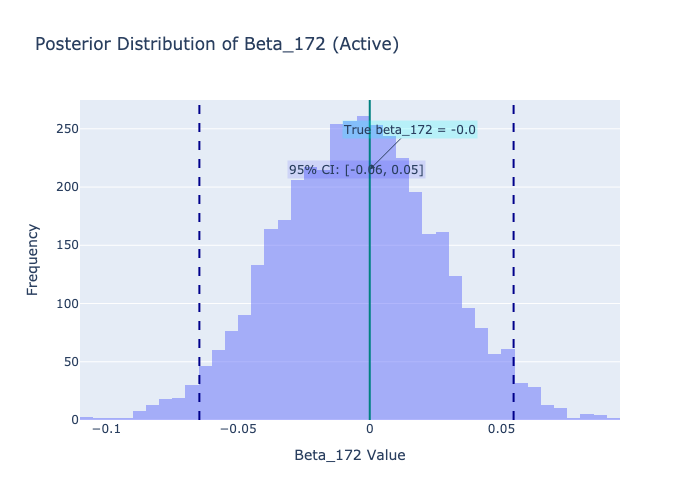 Posterior Distribution of Beta_172 (Active)
250
200
150
100
50
0
Frequency
True beta_172 = -0.0
95% CI: [-0.06, 0.05]
−0.1
−0.05
0
0.05
Beta_172 Value